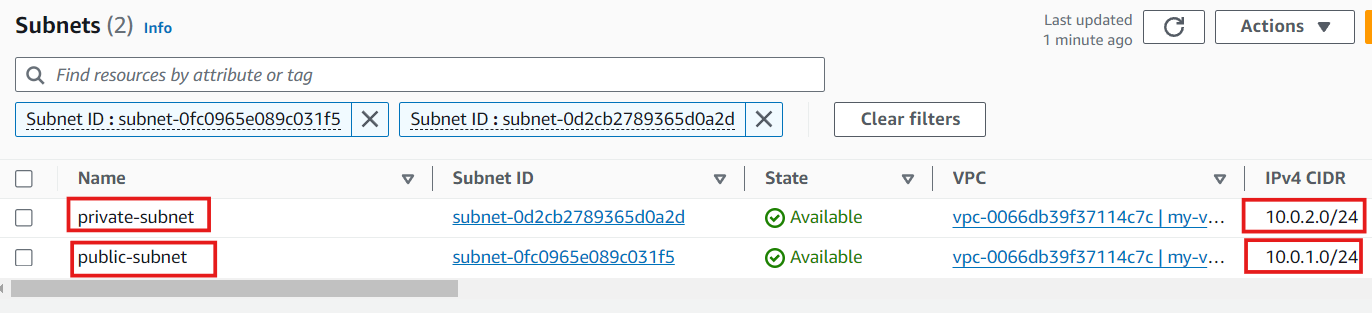 Subnets (2) Info
Last updated
1 minute ago
Actions
Find resources by attribute or tag
Subnet ID : subnet-0fc0965e089c031f5
Subnet ID : subnet-0d2cb2789365d0a2d
Clear filters
Name Subnet ID State VPC IPv4 CIDR
private-subnet subnet-0d2cb2789365d0a2d Available vpc-0066db39f37114c7c | my-v… 10.0.2.0/24
public-subnet subnet-0fc0965e089c031f5 Available vpc-0066db39f37114c7c | my-v… 10.0.1.0/24